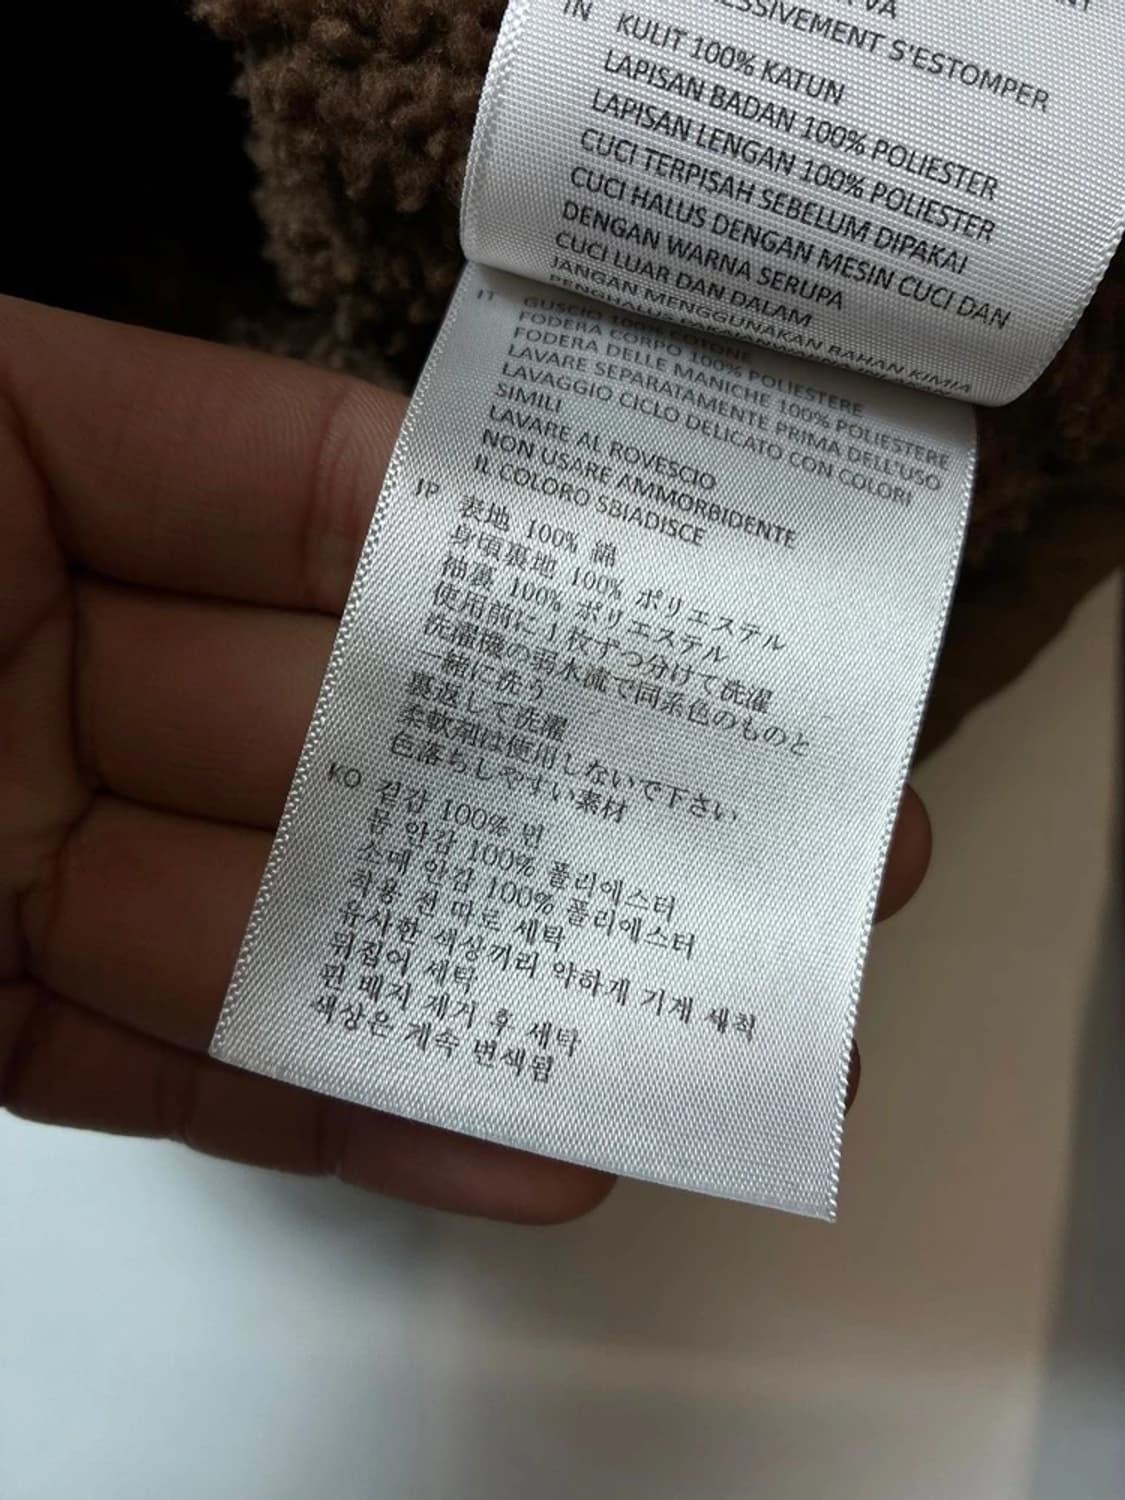 VA
ESSIVEMENT S'ESTOMPER
IN KULIT 100% KATUN
LAPISAN BADAN 100% POLIESTER
LAPISAN LENGAN 100% POLIESTER
CUCI TERPISAH SEBELUM DIPAKAI
CUCI HALUS DENGAN MESIN CUCI DAN
DENGAN WARNA SERUPA
CUCI LUAR DAN DALAM
JANGAN MENGGUNAKAN BAHAN KIMIA
IT GUSCIO 100% COTONE
FODERA CORPO 100% POLIESTERE
FODERA DELLE MANICHE 100% POLIESTERE
LAVARE SEPARATAMENTE PRIMA DELL'USO
LAVAGGIO CICLO DELICATO CON COLORI
SIMILI
LAVARE AL ROVESCIO
NON USARE AMMORBIDENTE
IL COLORO SBIADISCE
JP 表地 100% 綿
身頃裏地 100% ポリエステル
袖裏 100% ポリエステル
使用前に1枚ずつ分けて洗濯
洗濯機の弱水流で同系色のものと
一緒に洗う
裏返して洗濯
柔軟剤は使用しないで下さい
色落ちしやすい素材
KO 겉감 100% 면
몸 안감 100% 폴리에스터
소매 안감 100% 폴리에스터
착용 전 따로 세탁
유사한 색상끼리 약하게 기계 세척
뒤집어 세탁
핀 배지 제거 후 세탁
색상은 계속 변색됨